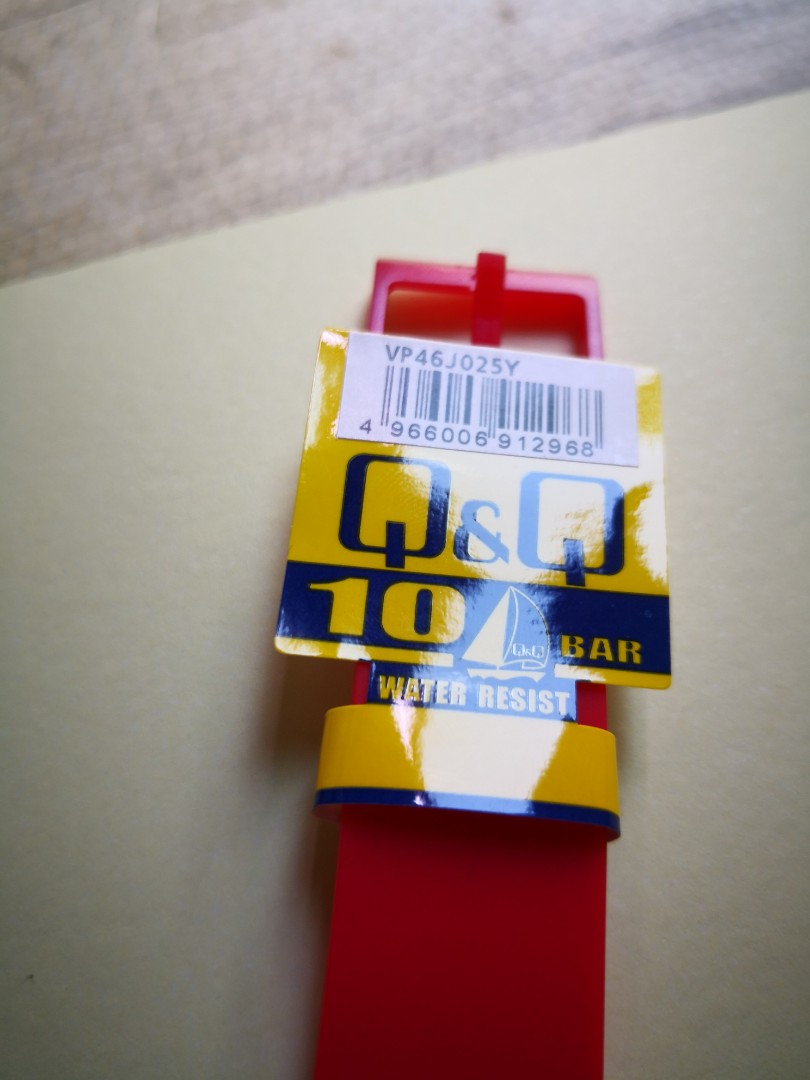 VP46J025Y
4 966006 912968
Q&Q
10
Q&Q
BAR
WATER RESIST